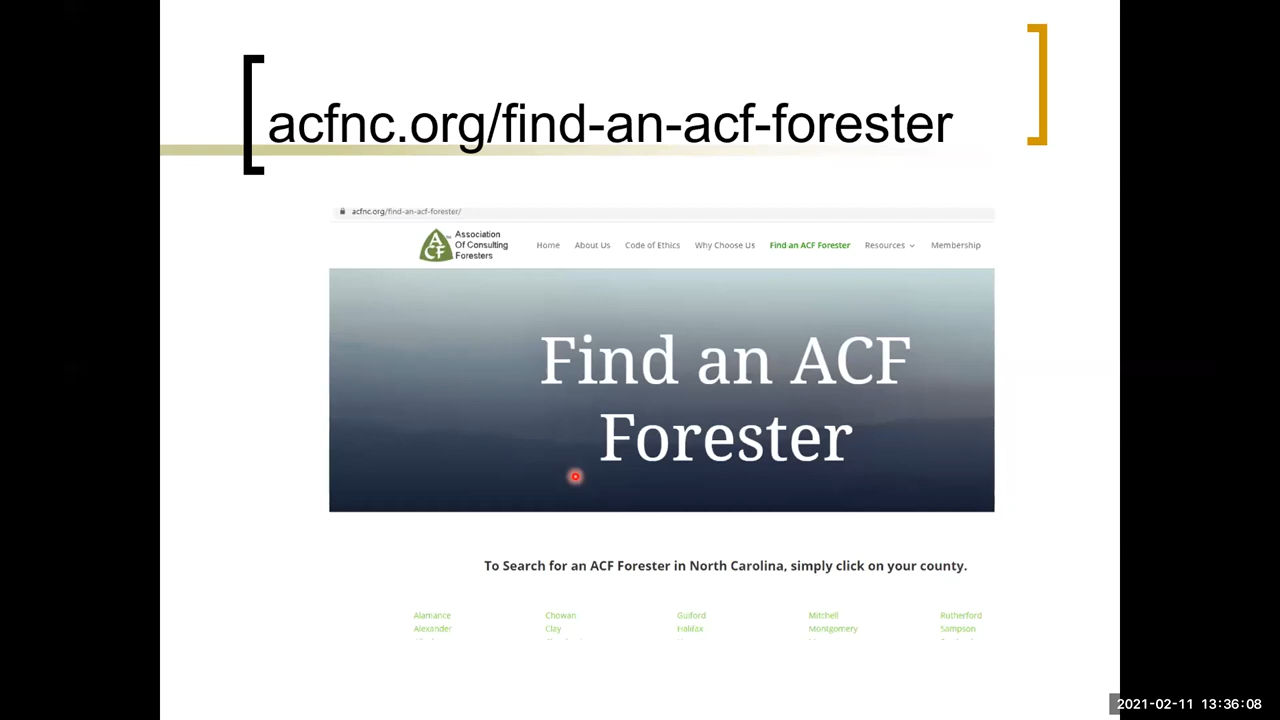 acfnc.org/find-an-acf-forester
acfnc.org/find-an-acf-forester/
ACF
Association
Of Consulting
Foresters
Home About Us Code of Ethics Why Choose Us Find an ACF Forester Resources Membership
Find an ACF
Forester
To Search for an ACF Forester in North Carolina, simply click on your county.
Alamance Chowan Guiford Mitchell Rutherford
Alexander Clay Halifax Montgomery Sampson
2021-02-11 13:36:08